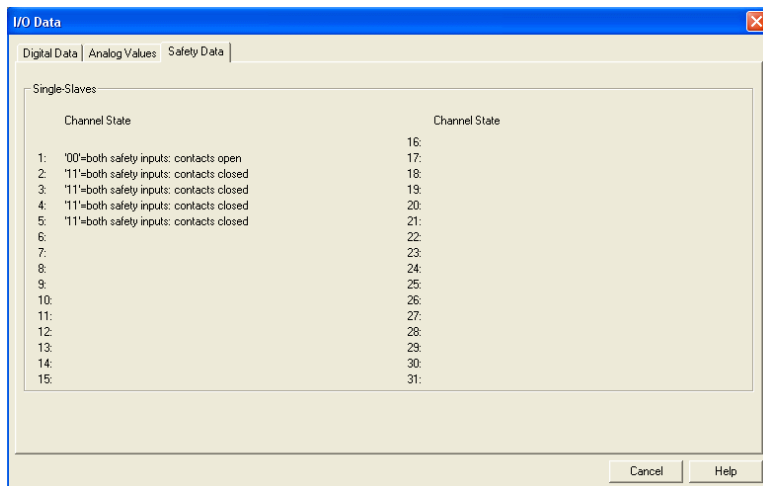 I/O Data
Digital Data Analog Values Safety Data
Single-Slaves
Channel State Channel State
16:
1: '00'=both safety inputs: contacts open 17:
2: '11'=both safety inputs: contacts closed 18:
3: '11'=both safety inputs: contacts closed 19:
4: '11'=both safety inputs: contacts closed 20:
5: '11'=both safety inputs: contacts closed 21:
6: 22:
7: 23:
8: 24:
9: 25:
10: 26:
11: 27:
12: 28:
13: 29:
14: 30:
15: 31:
Cancel Help